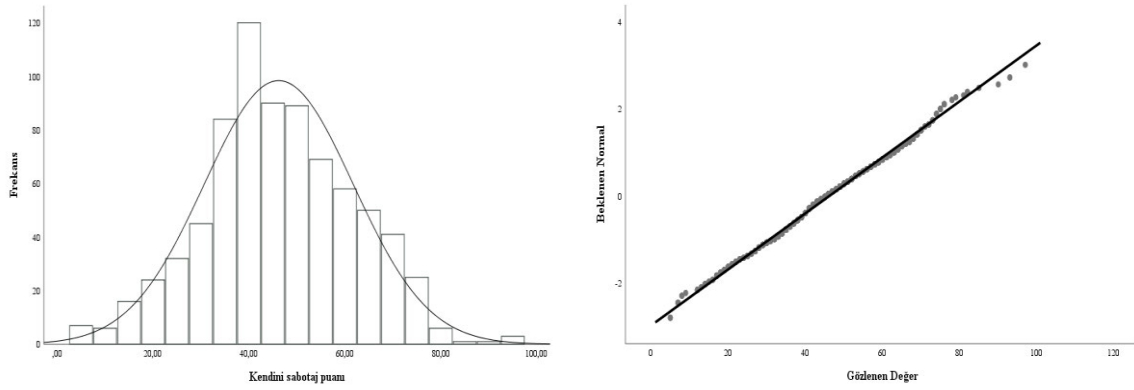 Frekans
120
100
80
60
40
20
0
,00 20,00 40,00 60,00 80,00 100,00
Kendini sabotaj puanı
Beklenen Normal
4
2
0
-2
0 20 40 60 80 100 120
Gözlenen Değer